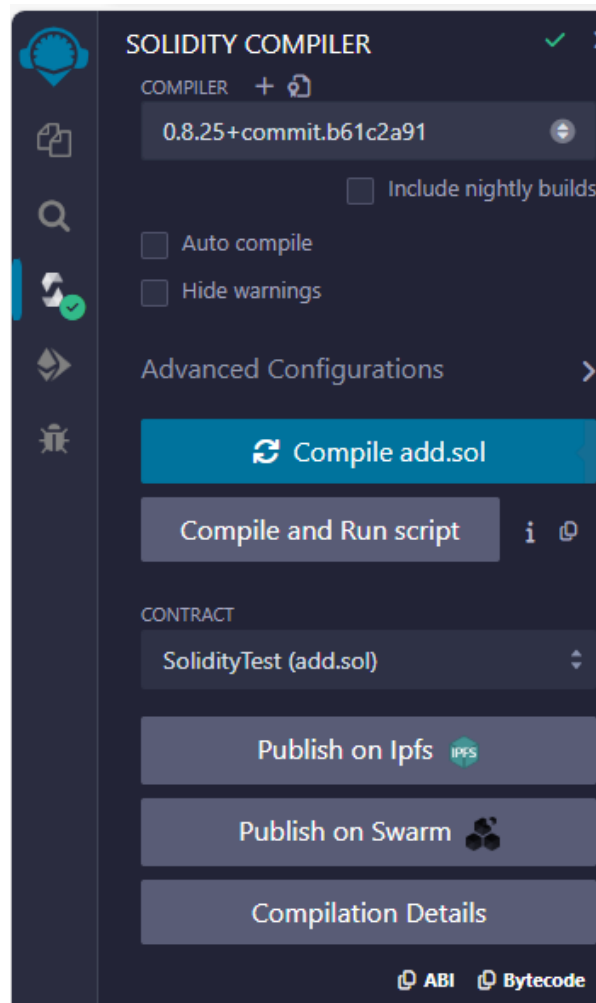 SOLIDITY COMPILER
COMPILER
0.8.25+commit.b61c2a91
Include nightly builds
Auto compile
Hide warnings
Advanced Configurations
Compile add.sol
Compile and Run script
i
CONTRACT
SolidityTest (add.sol)
Publish on Ipfs IPFS
Publish on Swarm
Compilation Details
ABI Bytecode